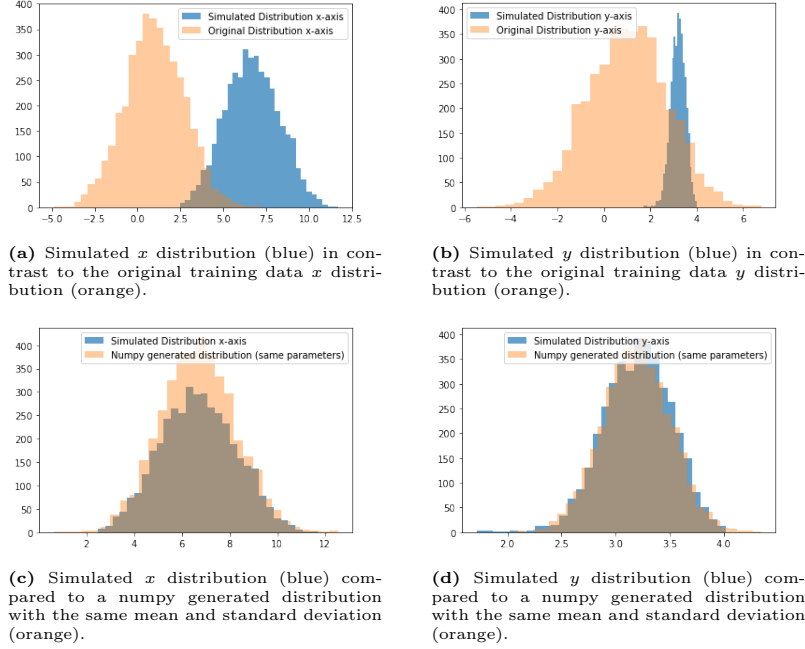 Simulated Distribution x-axis
Original Distribution x-axis
400
350
300
250
200
150
100
50
0
−5.0 −2.5 0.0 2.5 5.0 7.5 10.0 12.5
(a) Simulated x distribution (blue) in con-
trast to the original training data x distri-
bution (orange).
Simulated Distribution y-axis
Original Distribution y-axis
400
350
300
250
200
150
100
50
0
−6 −4 −2 0 2 4 6
(b) Simulated y distribution (blue) in con-
trast to the original training data y distri-
bution (orange).
Simulated Distribution x-axis
Numpy generated distribution (same parameters)
400
350
300
250
200
150
100
50
0
2 4 6 8 10 12
(c) Simulated x distribution (blue) com-
pared to a numpy generated distribution
with the same mean and standard deviation
(orange).
Simulated Distribution y-axis
Numpy generated distribution (same parameters)
400
350
300
250
200
150
100
50
0
2.0 2.5 3.0 3.5 4.0
(d) Simulated y distribution (blue) com-
pared to a numpy generated distribution
with the same mean and standard deviation
(orange).